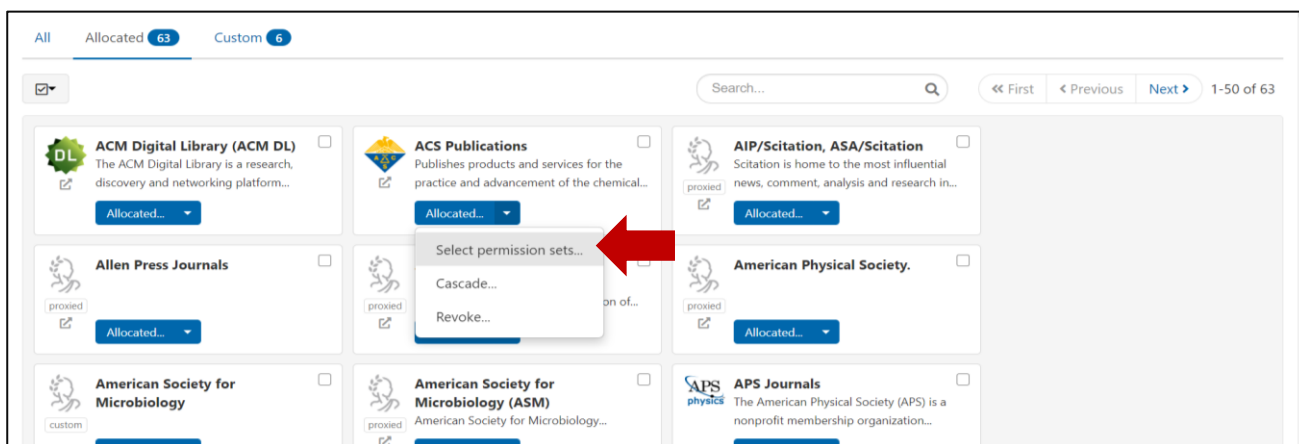 All Allocated 63 Custom 6
Search... « First Previous Next 1-50 of 63
DL
ACM Digital Library (ACM DL)
The ACM Digital Library is a research,
discovery and networking platform...
Allocated...
ACS
ACS Publications
Publishes products and services for the
practice and advancement of the chemical...
Allocated...
Select permission sets...
Cascade...
Revoke...
AIP/Scitation, ASA/Scitation
Scitation is home to the most influential
news, comment, analysis and research in...
proxied
Allocated...
Allen Press Journals
proxied
Allocated...
proxied
on of...
American Physical Society.
proxied
Allocated...
American Society for
Microbiology
custom
American Society for
Microbiology (ASM)
American Society for Microbiology...
proxied
APS
physics
APS Journals
The American Physical Society (APS) is a
nonprofit membership organization...